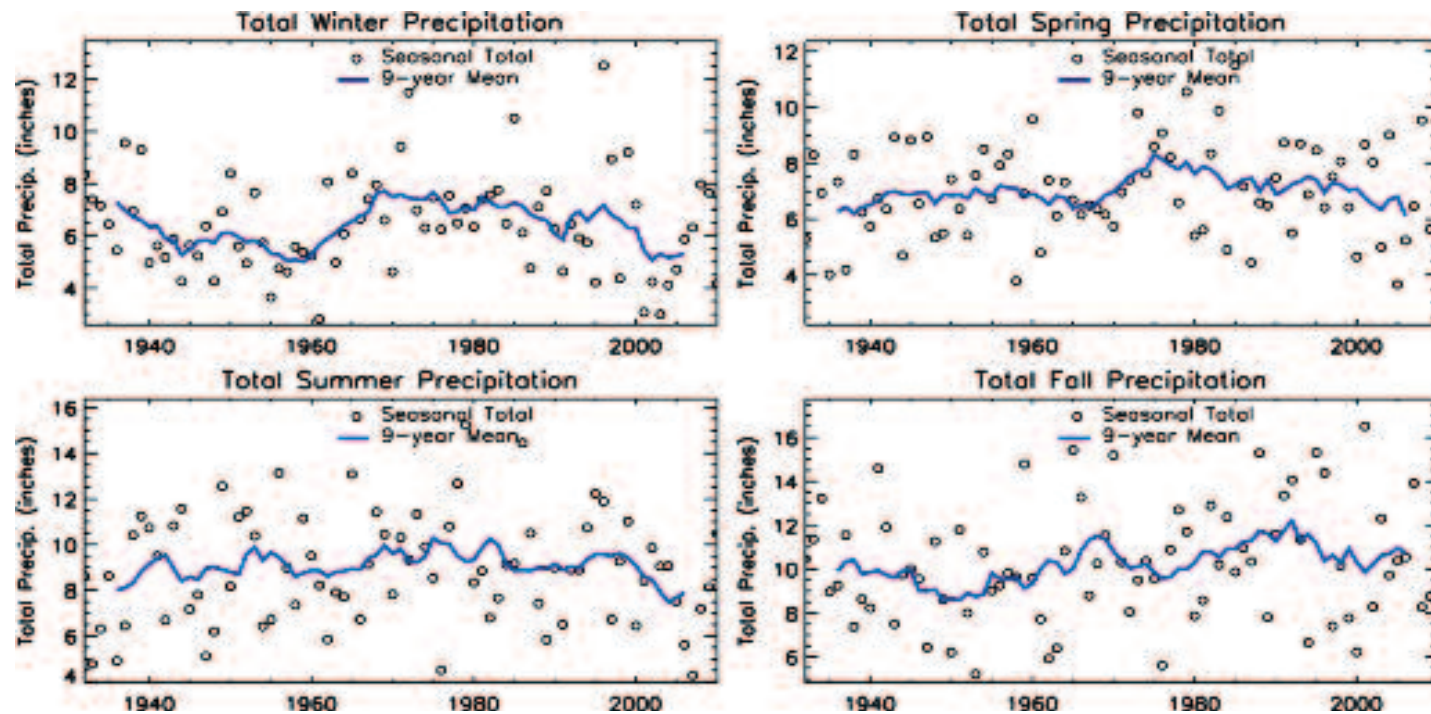 Total Winter Precipitation
Seasonal Total
9-year Mean
Total Precip. (inches)
12
10
8
6
4
1940 1960 1980 2000
Total Spring Precipitation
Seasonal Total
9-year Mean
Total Precip. (inches)
12
10
8
6
4
1940 1960 1980 2000
Total Summer Precipitation
Seasonal Total
9-year Mean
Total Precip. (inches)
16
14
12
10
8
6
4
1940 1960 1980 2000
Total Fall Precipitation
Seasonal Total
9-year Mean
Total Precip. (inches)
16
14
12
10
8
6
1940 1960 1980 2000